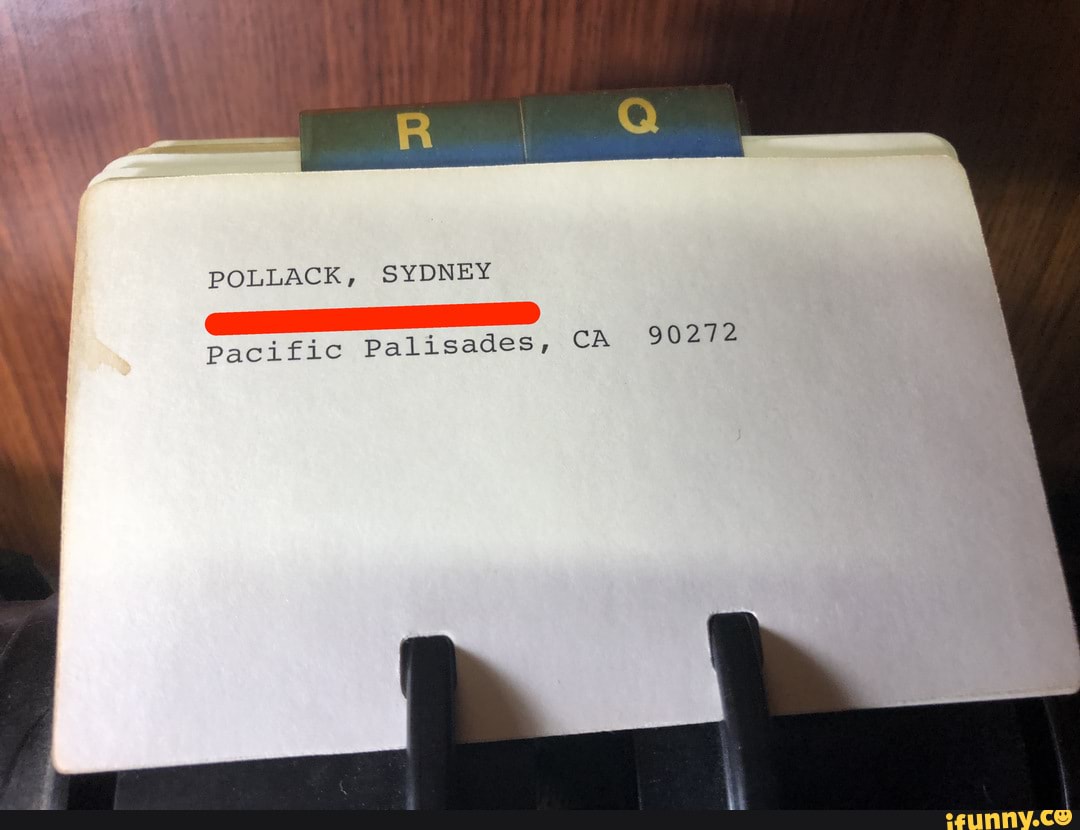 R Q
POLLACK, SYDNEY
Pacific Palisades, CA 90272
ifunny.co